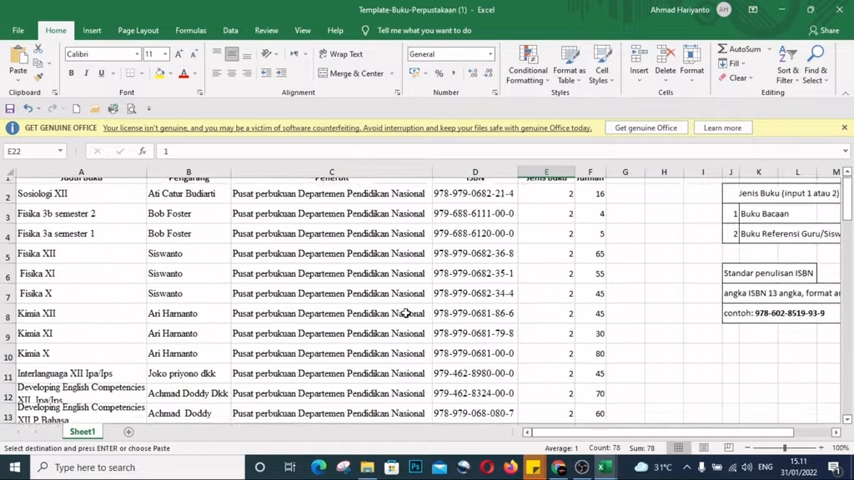 Template-Buku-Perpustakaan (1) - Excel
Ahmad Hariyanto
AH
File
Home
Insert
Draw
Page Layout
Formulas
Data
Review
View
Help
Tell me what you want to do
Share
Paste
Calibri
11
B I U
Wrap Text
Merge & Center
General
Conditional Formatting
Format as Table
Cell Styles
Insert
Delete
Format
AutoSum
Fill
Clear
Sort & Filter
Find & Select
Clipboard
Font
Alignment
Number
Styles
Cells
Editing
GET GENUINE OFFICE Your license isn't genuine, and you may be a victim of software counterfeiting. Avoid interruption and keep your files safe with genuine Office today.
Get genuine Office
Learn more
E22
1
A B C D E F G H I J K L M
1 Judul Buku Pengarang Penerbit ISBN Jenis Buku Jumlah
2 Sosiologi XII Ati Catur Budiarti Pusat perbukuan Departemen Pendidikan Nasional 978-979-0682-21-4 2 16
Jenis Buku (input 1 atau 2)
3 Fisika 3b semester 2 Bob Foster Pusat perbukuan Departemen Pendidikan Nasional 979-688-6111-00-0 2 4
1 Buku Bacaan
4 Fisika 3a semester 1 Bob Foster Pusat perbukuan Departemen Pendidikan Nasional 979-688-6120-00-0 2 5
2 Buku Referensi Guru/Sisw
5 Fisika XII Siswanto Pusat perbukuan Departemen Pendidikan Nasional 978-979-0682-36-8 2 65
6 Fisika XI Siswanto Pusat perbukuan Departemen Pendidikan Nasional 978-979-0682-35-1 2 55
Standar penulisan ISBN
7 Fisika X Siswanto Pusat perbukuan Departemen Pendidikan Nasional 978-979-0682-34-4 2 45
angka ISBN 13 angka, format an
8 Kimia XII Ari Harnanto Pusat perbukuan Departemen Pendidikan Nasional 978-979-0681-86-6 2 45
contoh: 978-602-8519-93-9
9 Kimia XI Ari Harnanto Pusat perbukuan Departemen Pendidikan Nasional 978-979-0681-79-8 2 30
10 Kimia X Ari Harnanto Pusat perbukuan Departemen Pendidikan Nasional 978-979-0681-00-0 2 80
11 Interlanguaga XII Ipa/Ips Joko priyono dkk Pusat perbukuan Departemen Pendidikan Nasional 979-462-8980-00-0 2 45
12 Developing English Competencies XII Ipa/Ips Achmad Doddy Dkk Pusat perbukuan Departemen Pendidikan Nasional 979-462-8324-00-0 2 70
13 Developing English Competencies XII P Bahasa Achmad Doddy Pusat perbukuan Departemen Pendidikan Nasional 978-979-068-080-7 2 60
Sheet1
Select destination and press ENTER or choose Paste
Average: 1 Count: 78 Sum: 78
100%
Type here to search
31°C
ENG
15.11
31/01/2022